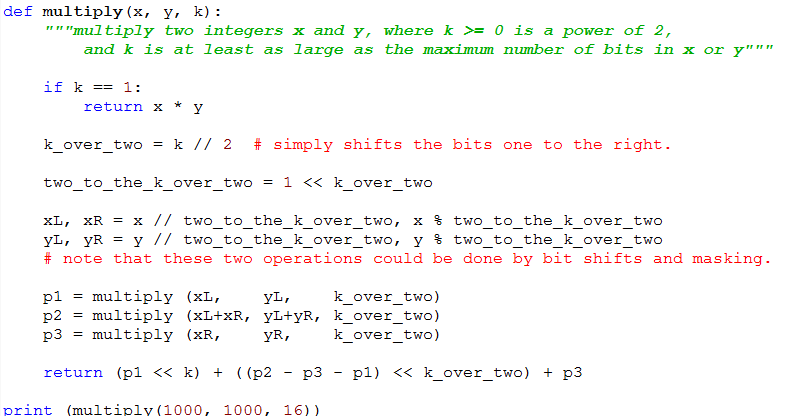 def multiply(x, y, k):
    """multiply two integers x and y, where k >= 0 is a power of 2,
        and k is at least as large as the maximum number of bits in x or y"""

    if k == 1:
        return x * y

    k_over_two = k // 2  # simply shifts the bits one to the right.

    two_to_the_k_over_two = 1 << k_over_two

    xL, xR = x // two_to_the_k_over_two, x % two_to_the_k_over_two
    yL, yR = y // two_to_the_k_over_two, y % two_to_the_k_over_two
    # note that these two operations could be done by bit shifts and masking.

    p1 = multiply (xL,    yL,    k_over_two)
    p2 = multiply (xL+xR, yL+yR, k_over_two)
    p3 = multiply (xR,    yR,    k_over_two)

    return (p1 << k) + ((p2 - p3 - p1) << k_over_two) + p3

print (multiply(1000, 1000, 16))